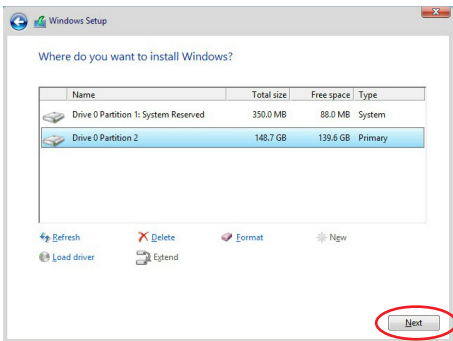 Windows Setup
Where do you want to install Windows?
Name Total size Free space Type
Drive 0 Partition 1: System Reserved 350.0 MB 88.0 MB System
Drive 0 Partition 2 148.7 GB 139.6 GB Primary
Refresh Delete Format New
Load driver Extend
Next